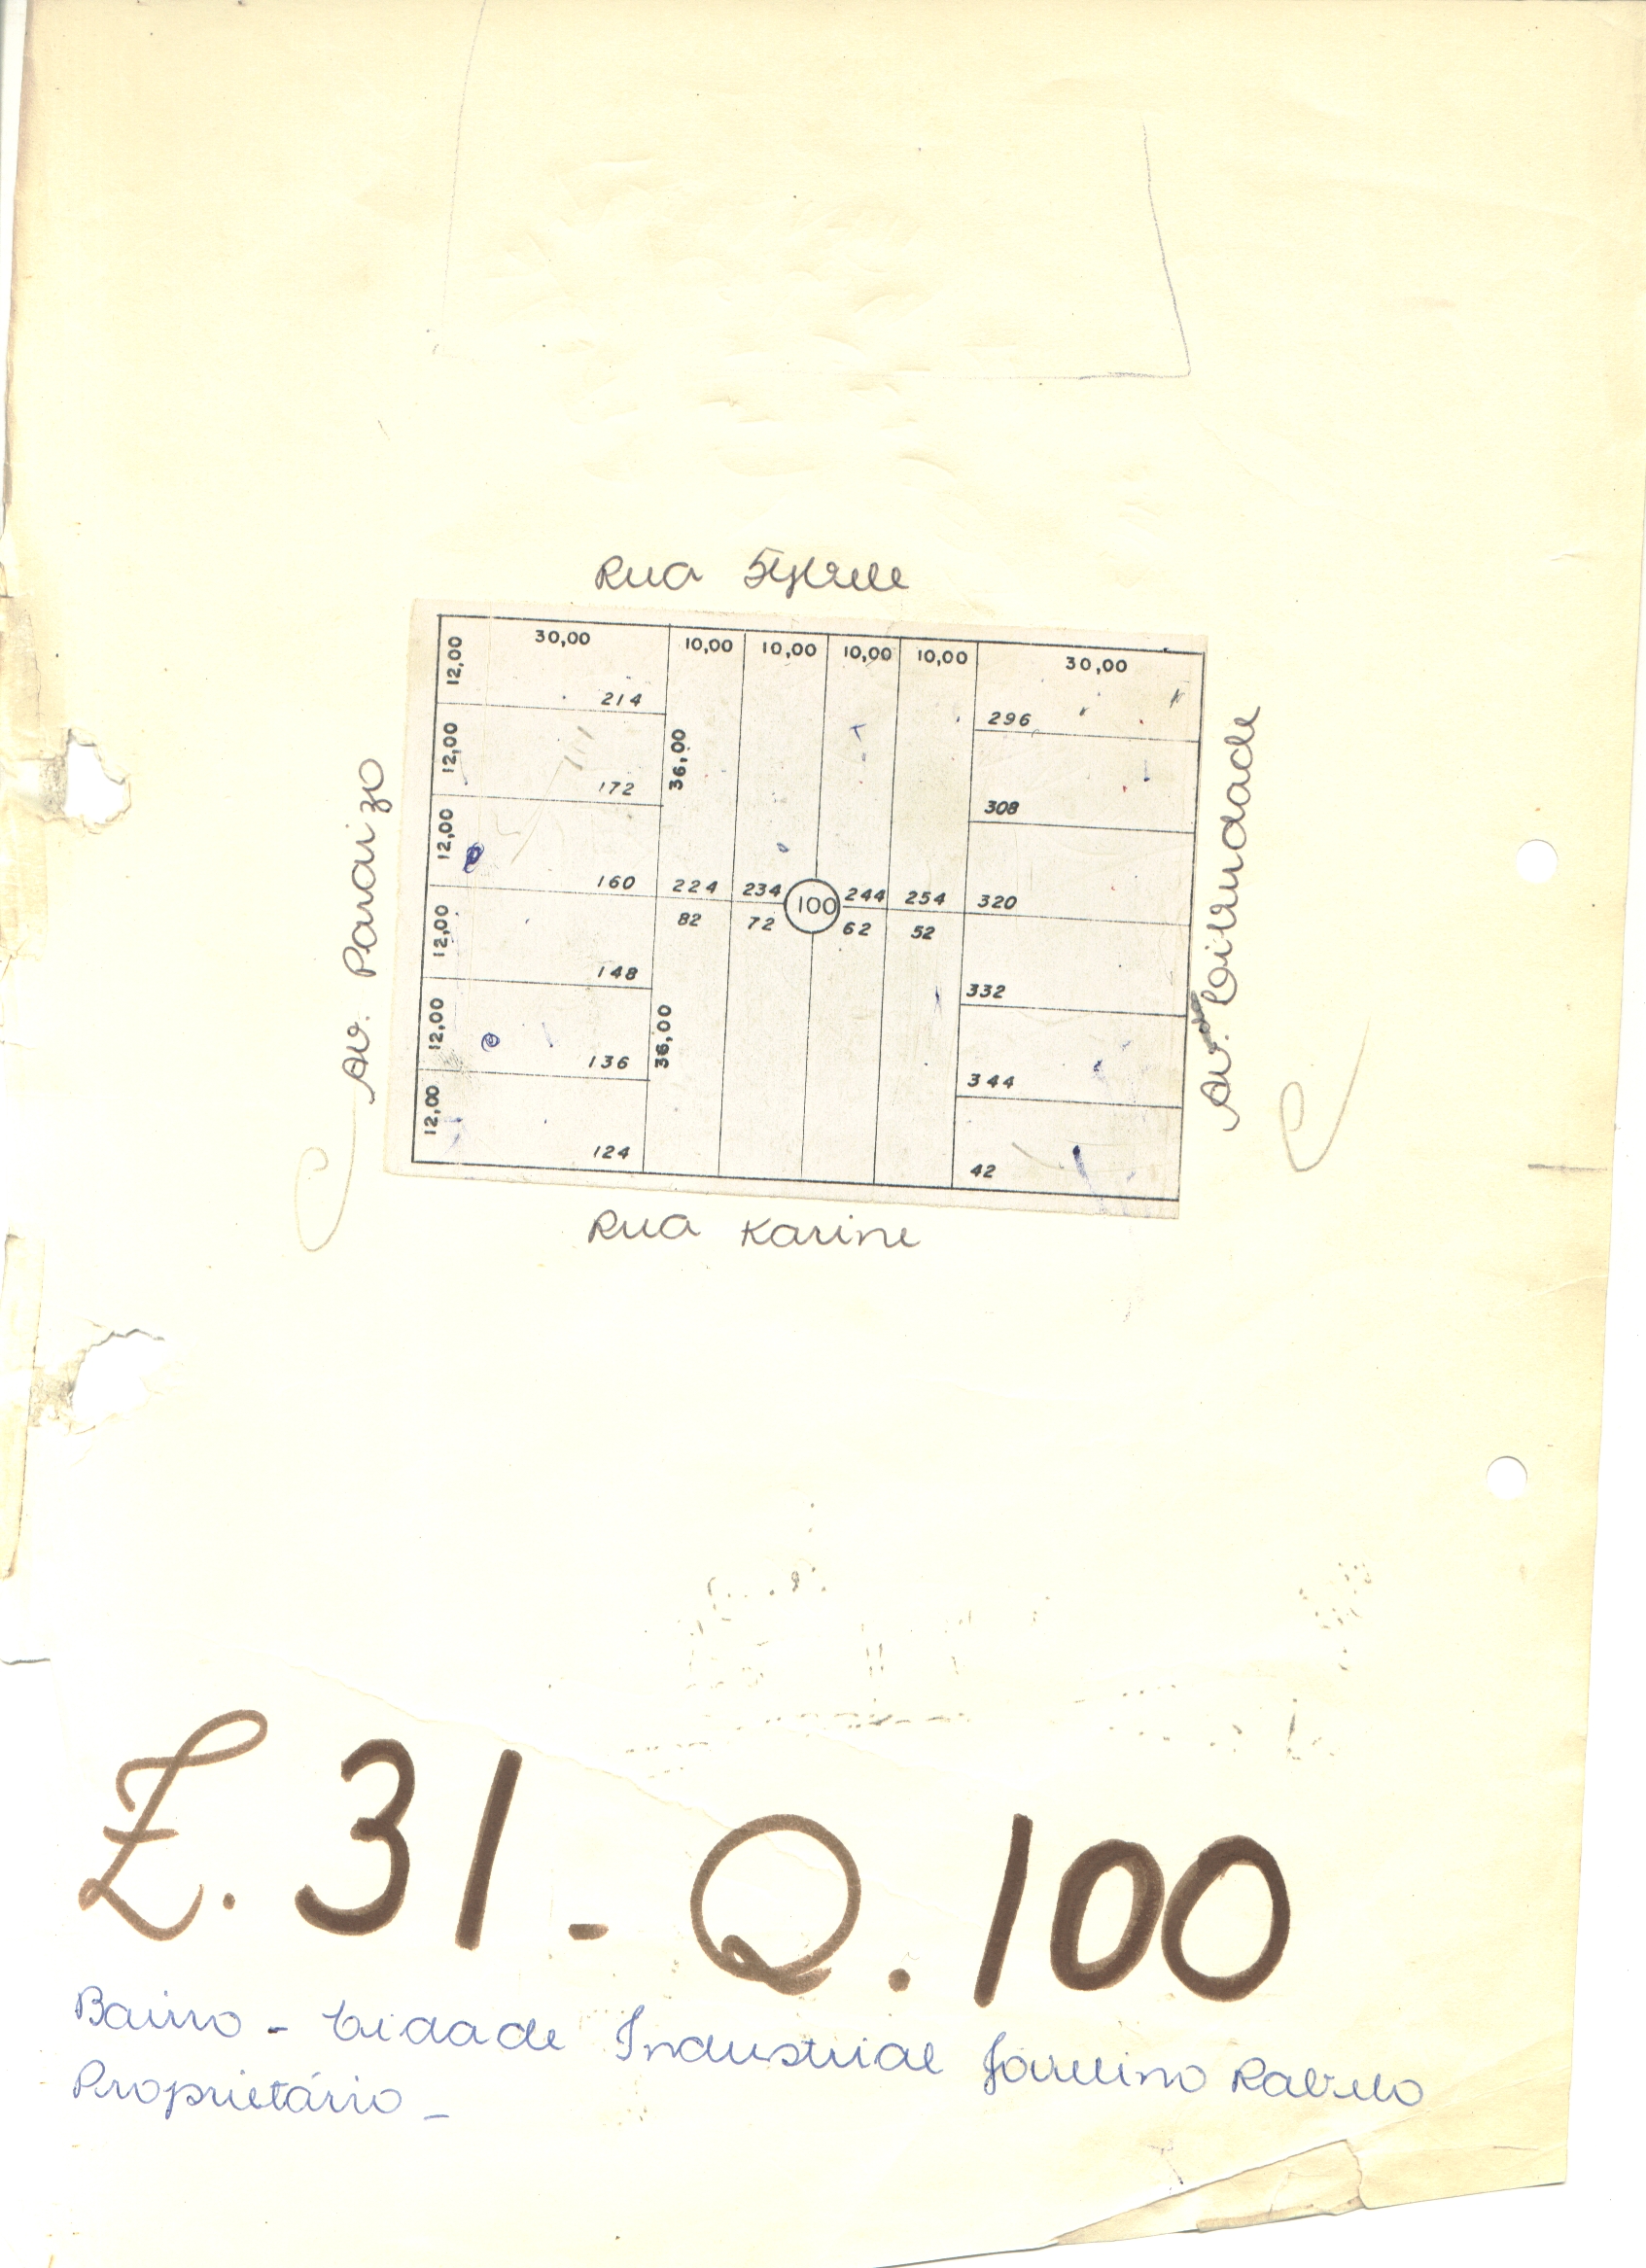 Rua
30,00 10,00 10,00 10,00 10,00 30,00
12,00
214
296
12,00
36,00
172
308
12,00
160 224 234 244 254 320
100
82 72 62 52
12,00
148
332
12,00
36,00
136
344
12,00
124
42
Av. Paraizo
Av.
Rua Karine
Z. 31 - Q. 100
Bairro - Cidade Industrial Jovelino Rabelo
Proprietário -